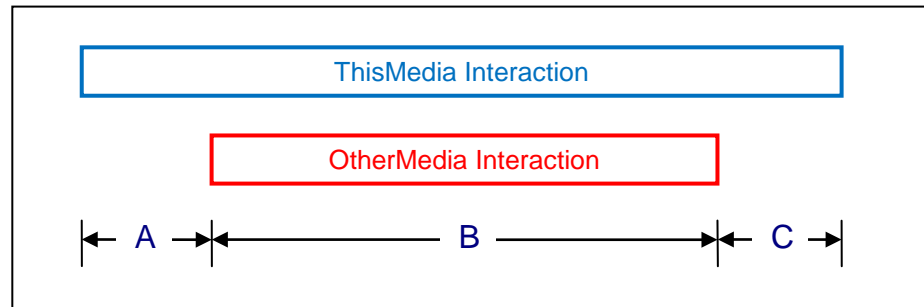 ThisMedia Interaction
OtherMedia Interaction
A B C